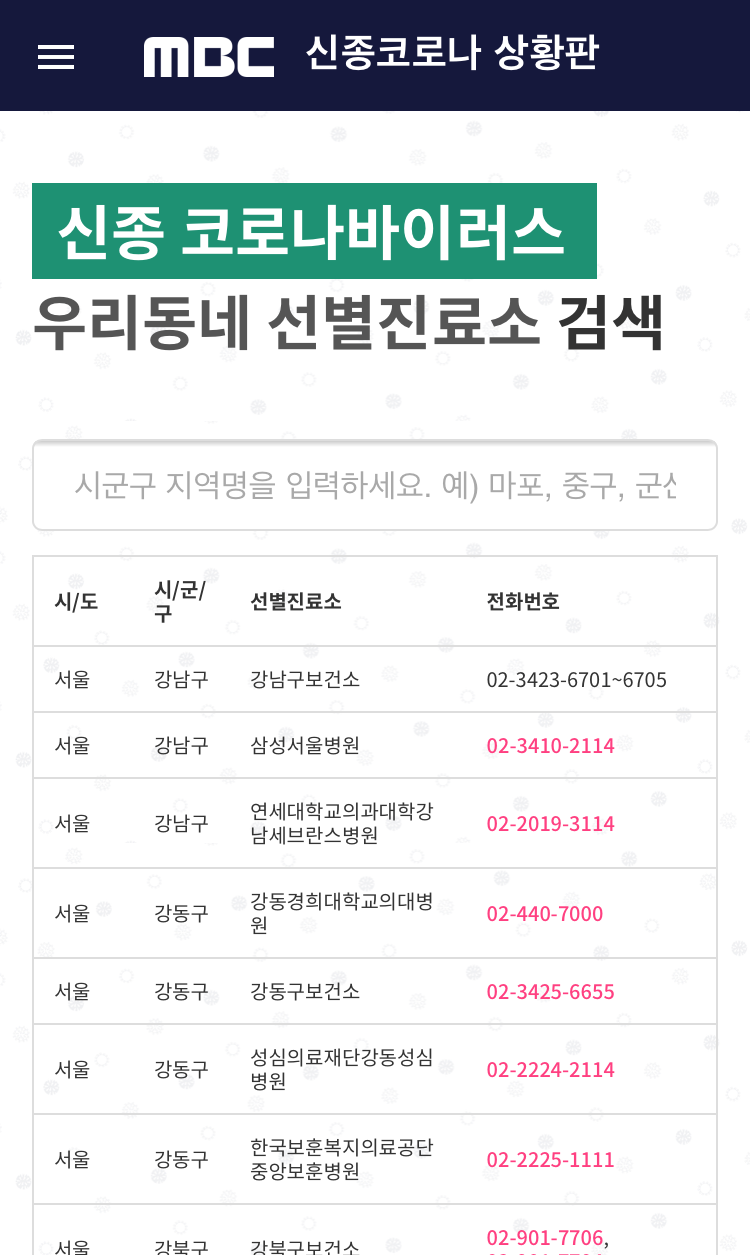 MBC 신종코로나 상황판
신종 코로나바이러스
우리동네 선별진료소 검색
시군구 지역명을 입력하세요. 예) 마포, 중구, 군산
시/도 시/군/구 선별진료소 전화번호
서울 강남구 강남구보건소 02-3423-6701~6705
서울 강남구 삼성서울병원 02-3410-2114
서울 강남구 연세대학교의과대학강
남세브란스병원 02-2019-3114
서울 강동구 강동경희대학교의대병
원 02-440-7000
서울 강동구 강동구보건소 02-3425-6655
서울 강동구 성심의료재단강동성심
병원 02-2224-2114
서울 강동구 한국보훈복지의료공단
중앙보훈병원 02-2225-1111
서울 강북구 강북구보건소 02-901-7706,